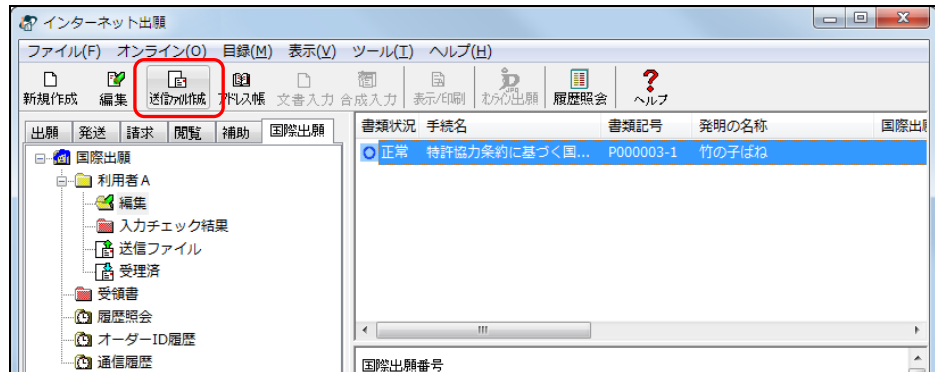 インターネット出願
ファイル(F) オンライン(O) 目録(M) 表示(V) ツール(T) ヘルプ(H)
新規作成 編集 送信ファイル作成 アドレス帳 文書入力 合成入力 表示/印刷 わらじ出願 履歴照会 ヘルプ
出願 発送 請求 閲覧 補助 国際出願
書類状況 手続名 書類記号 発明の名称 国際出願
国際出願
正常 特許協力条約に基づく国... P000003-1 竹の子ばね
利用者A
編集
入力チェック結果
送信ファイル
受理済
受領書
履歴照会
オーダーID履歴
通信履歴
国際出願番号